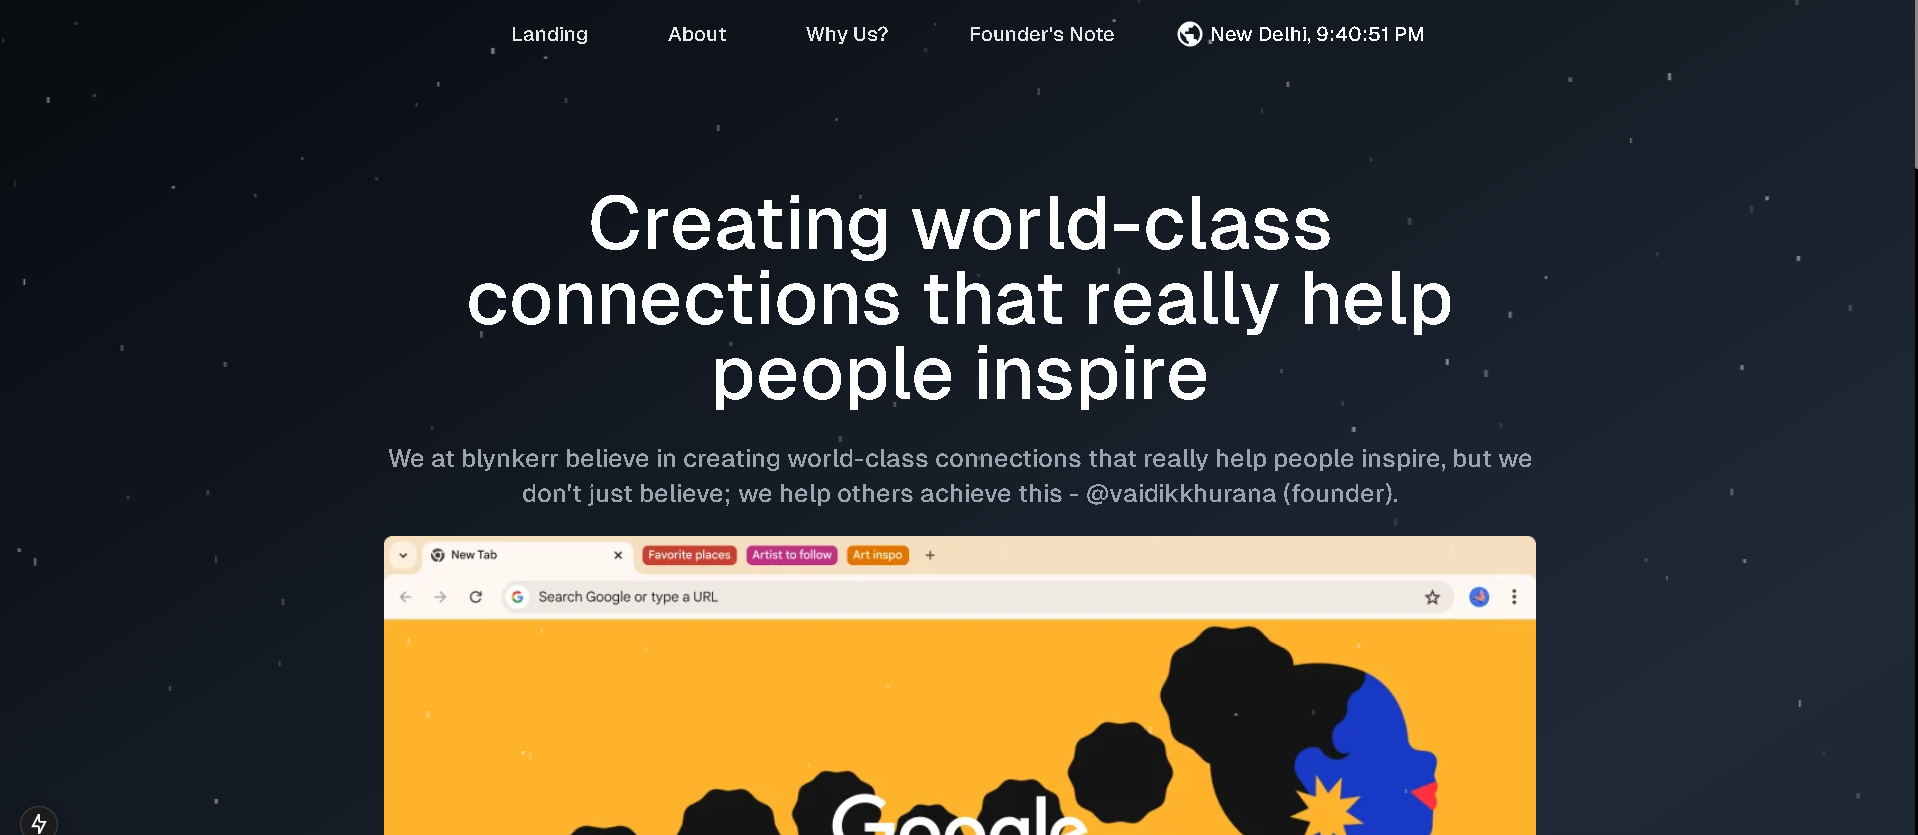 Landing About Why Us? Founder's Note New Delhi, 9:40:51 PM
Creating world-class
connections that really help
people inspire
We at blynkerr believe in creating world-class connections that really help people inspire, but we
don't just believe; we help others achieve this - @vaidikkhurana (founder).
New Tab Favorite places Artist to follow Art inspo
Search Google or type a URL
Google